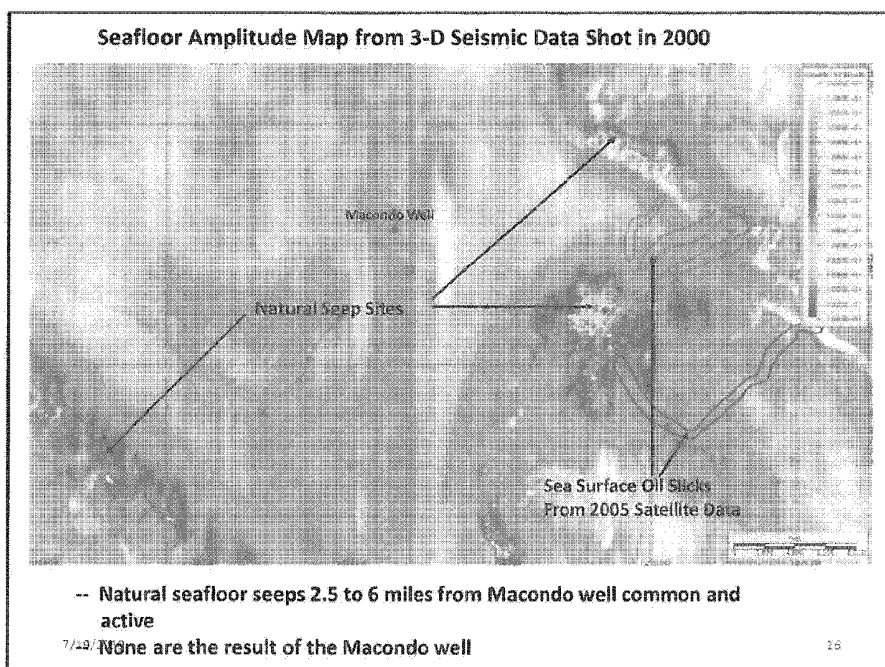 Seafloor Amplitude Map from 3-D Seismic Data Shot in 2000
Macondo Well
Natural Seep Sites
Sea Surface Oil Slicks
From 2005 Satellite Data
-- Natural seafloor seeps 2.5 to 6 miles from Macondo well common and
active
-- None are the result of the Macondo well
26